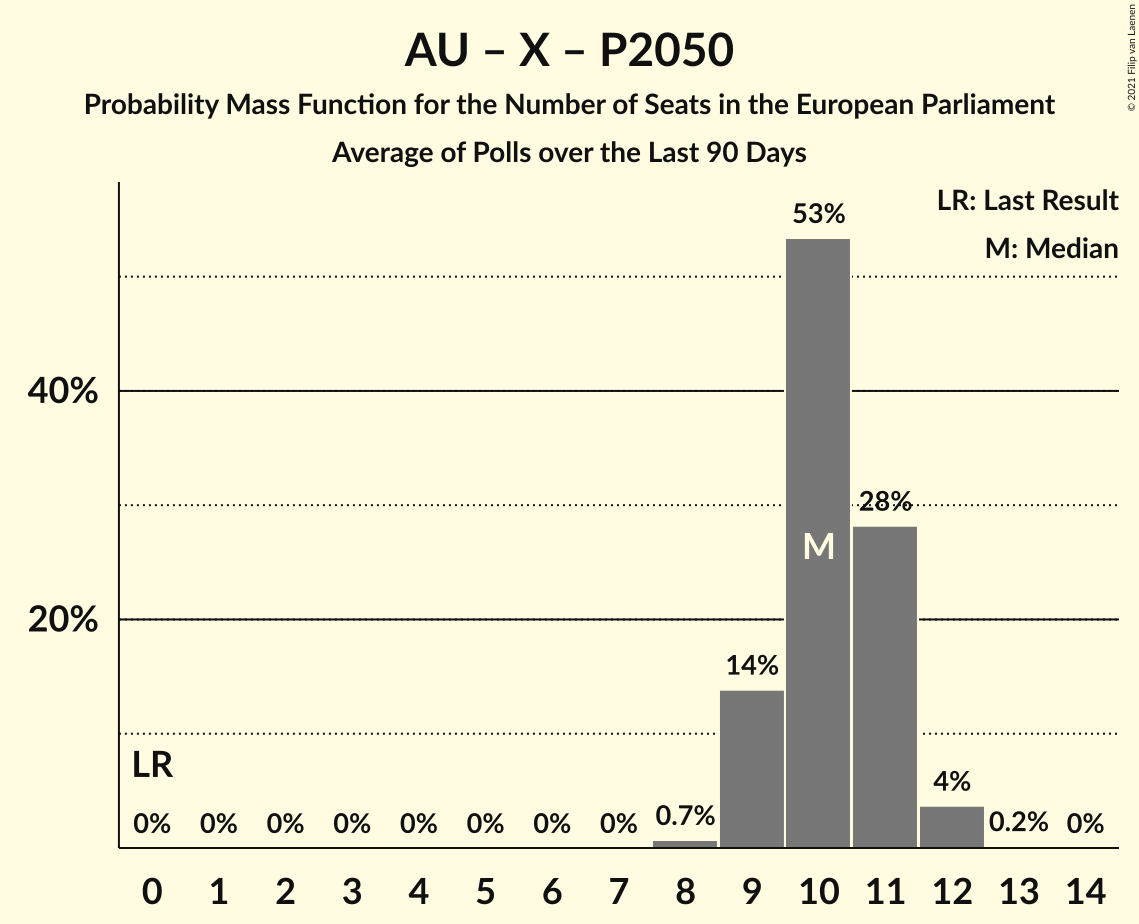 AU – X – P2050
Probability Mass Function for the Number of Seats in the European Parliament
Average of Polls over the Last 90 Days
© 2021 Filip van Laenen
LR: Last Result
M: Median
53%
40%
28%
M
20%
14%
LR
4%
0% 0% 0% 0% 0% 0% 0% 0% 0.7% 0.2% 0%
0 1 2 3 4 5 6 7 8 9 10 11 12 13 14